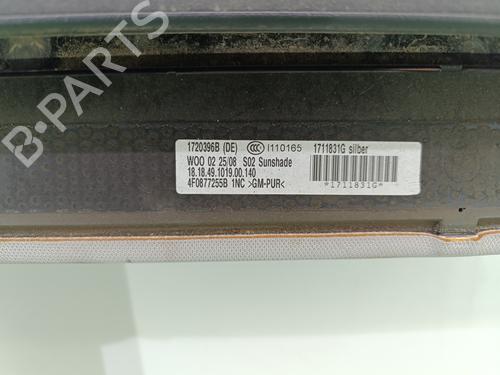 1720396B (DE) CCC I110165 1711831G silber
WOO 02 25/08 S02 Sunshade
18.18.49.1019.00.140
4F0877255B 1NC >GM-PUR< *1711831G*
B-PARTS